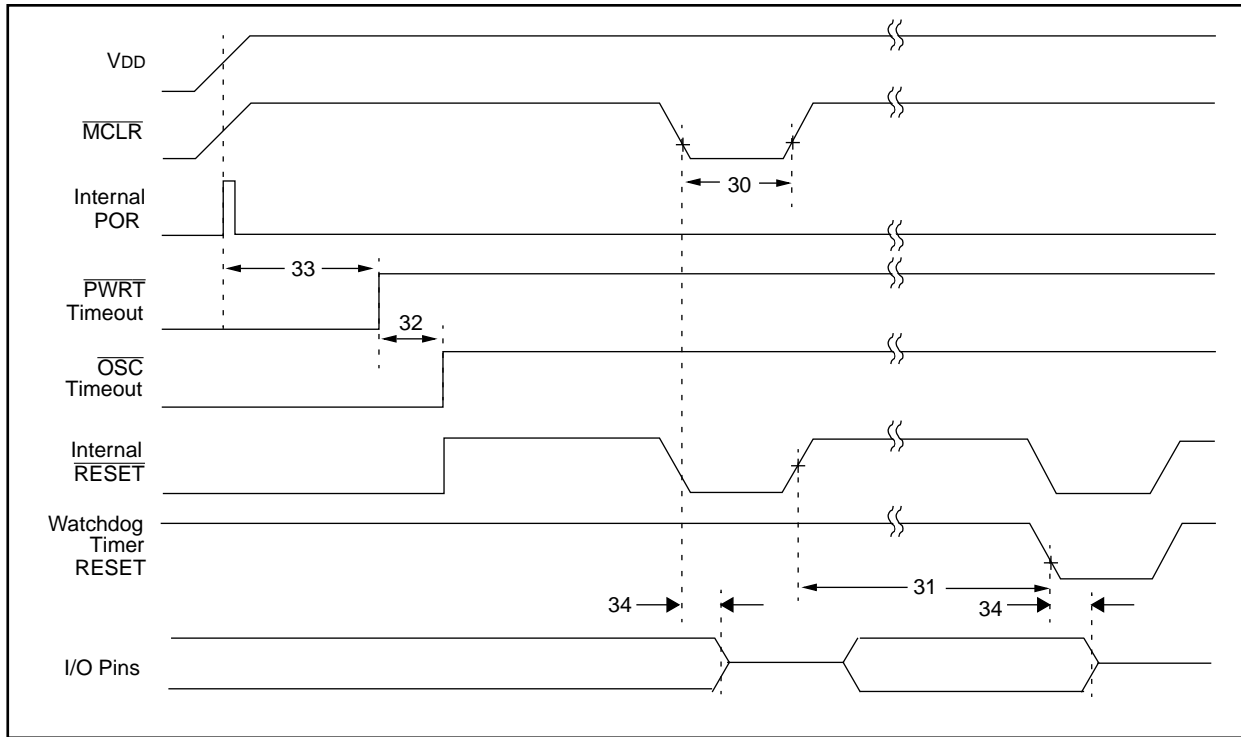 VDD
MCLR
30
Internal
POR
33
PWRT
Timeout
32
OSC
Timeout
Internal
RESET
Watchdog
Timer
RESET
31
34
34
I/O Pins